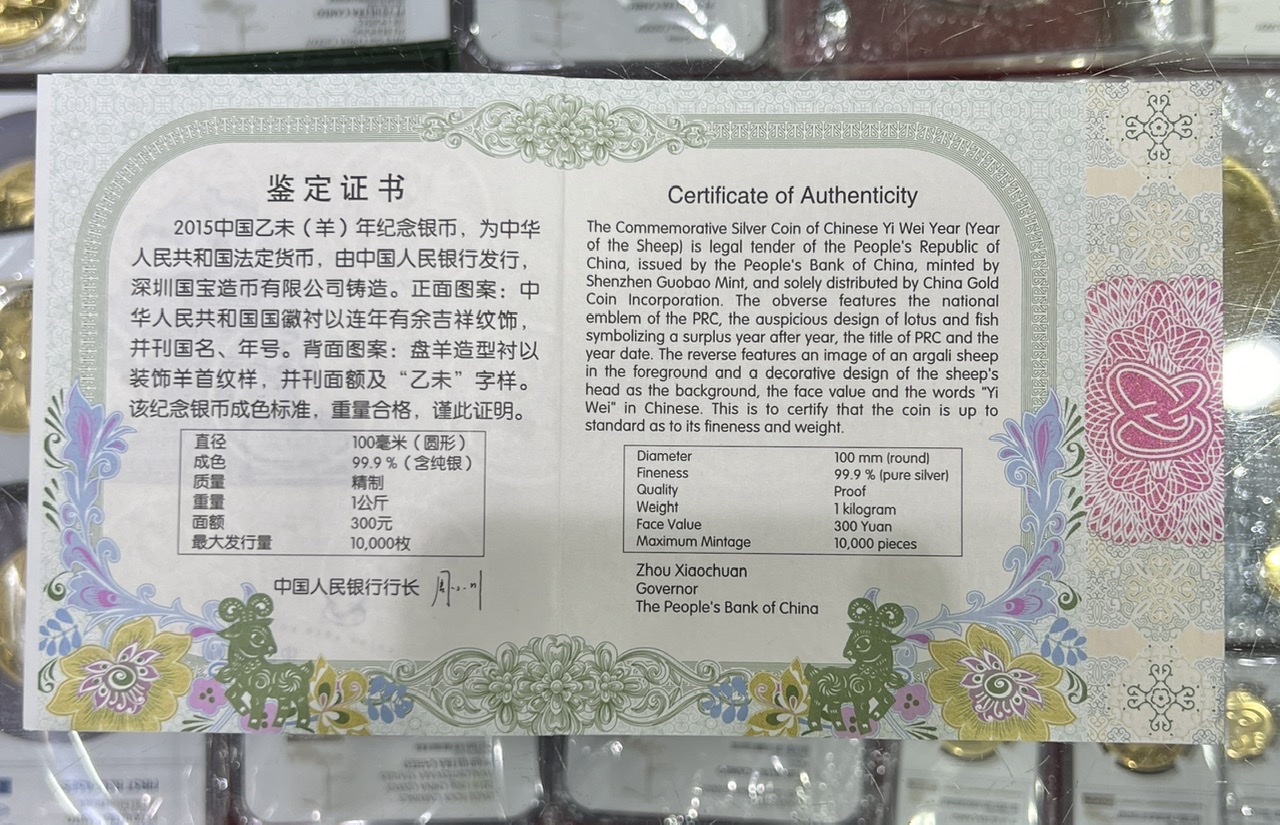 鉴定证书
2015中国乙未（羊）年纪念银币，为中华
人民共和国法定货币，由中国人民银行发行，
深圳国宝造币有限公司铸造。正面图案：中
华人民共和国国徽衬以连年有余吉祥纹饰，
并刊国名、年号。背面图案：盘羊造型衬以
装饰羊首纹样，并刊面额及“乙未”字样。
该纪念银币成色标准，重量合格，谨此证明。
直径 100毫米（圆形）
成色 99.9％（含纯银）
质量 精制
重量 1公斤
面额 300元
最大发行量 10,000枚
中国人民银行行长
Certificate of Authenticity
The Commemorative Silver Coin of Chinese Yi Wei Year (Year
of the Sheep) is legal tender of the People's Republic of
China, issued by the People's Bank of China, minted by
Shenzhen Guobao Mint, and solely distributed by China Gold
Coin Incorporation. The obverse features the national
emblem of the PRC, the auspicious design of lotus and fish
symbolizing a surplus year after year, the title of PRC and the
year date. The reverse features an image of an argali sheep
in the foreground and a decorative design of the sheep's
head as the background, the face value and the words "Yi
Wei" in Chinese. This is to certify that the coin is up to
standard as to its fineness and weight.
Diameter 100 mm (round)
Fineness 99.9 % (pure silver)
Quality Proof
Weight 1 kilogram
Face Value 300 Yuan
Maximum Mintage 10,000 pieces
Zhou Xiaochuan
Governor
The People's Bank of China